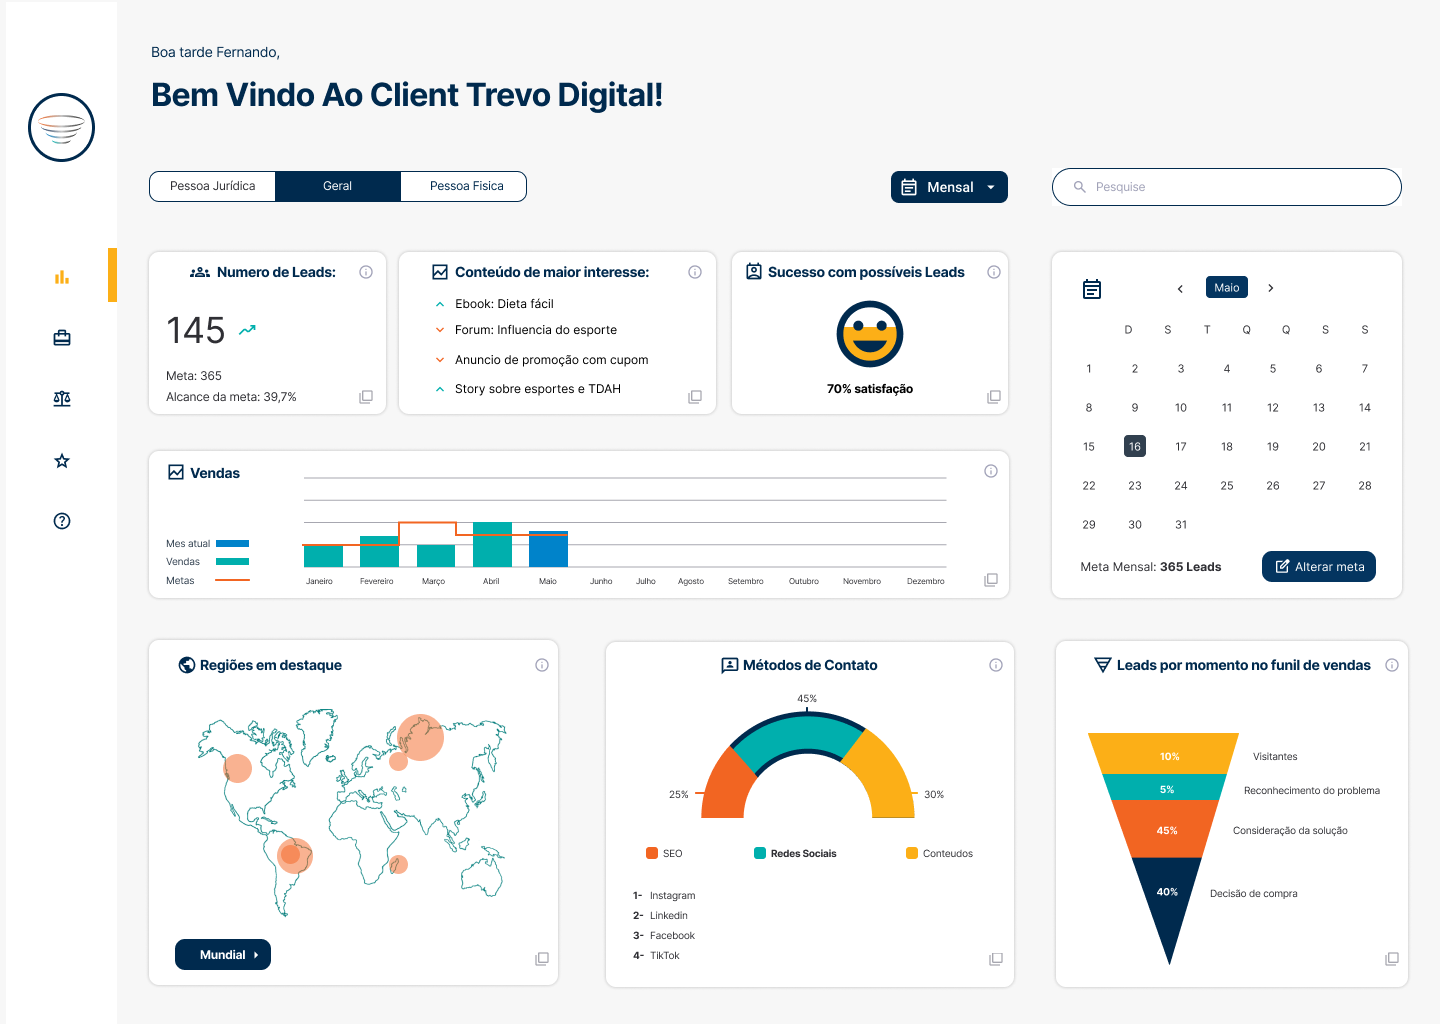 Boa tarde Fernando,
Bem Vindo Ao Client Trevo Digital!
Pessoa Jurídica Geral Pessoa Fisica
Mensal
Pesquise
Numero de Leads:
145
Meta: 365
Alcance da meta: 39,7%
Conteúdo de maior interesse:
Ebook: Dieta fácil
Forum: Influencia do esporte
Anuncio de promoção com cupom
Story sobre esportes e TDAH
Sucesso com possíveis Leads
70% satisfação
Maio
D S T Q Q S S
1 2 3 4 5 6 7
8 9 10 11 12 13 14
15 16 17 18 19 20 21
22 23 24 25 26 27 28
29 30 31
Meta Mensal: 365 Leads
Alterar meta
Vendas
Mes atual
Vendas
Metas
Janeiro Fevereiro Março Abril Maio Junho Julho Agosto Setembro Outubro Novembro Dezembro
Regiões em destaque
Mundial
Métodos de Contato
45%
25%
30%
SEO Redes Sociais Conteudos
1- Instagram
2- Linkedin
3- Facebook
4- TikTok
Leads por momento no funil de vendas
10% Visitantes
5% Reconhecimento do problema
45% Consideração da solução
40% Decisão de compra